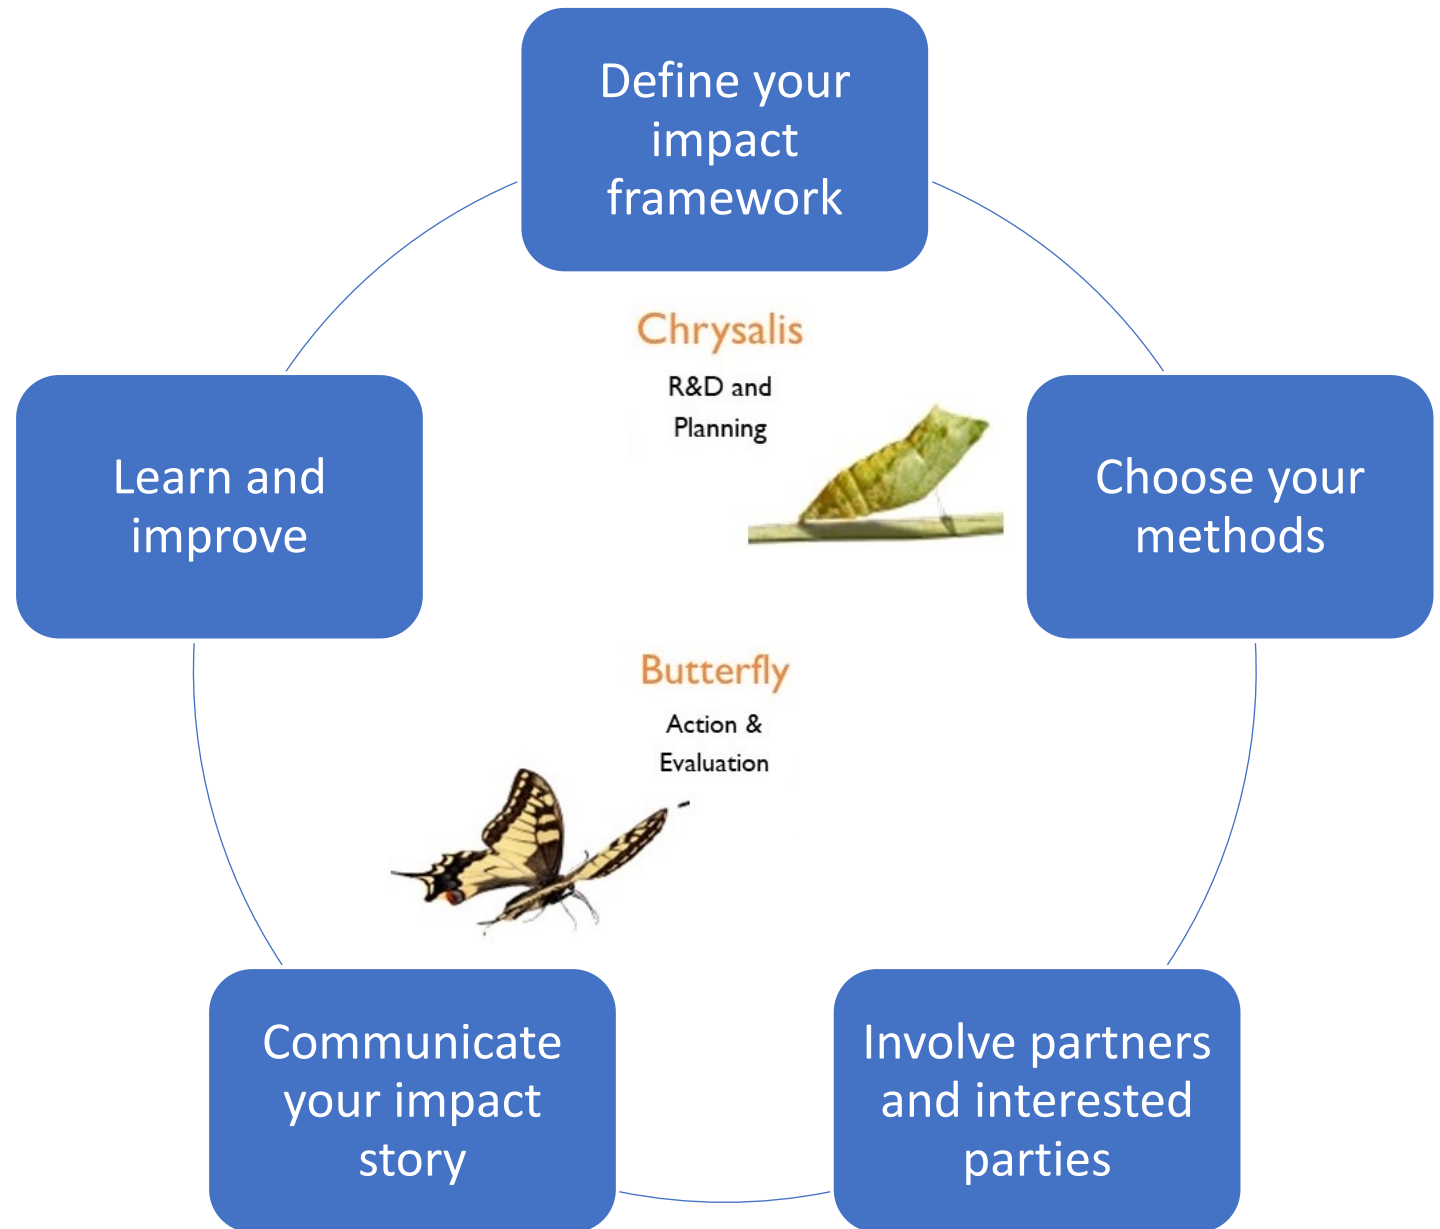 Define your
impact
framework
Chrysalis
R&D and
Planning
Learn and
improve
Choose your
methods
Butterfly
Action &
Evaluation
Communicate
your impact
story
Involve partners
and interested
parties